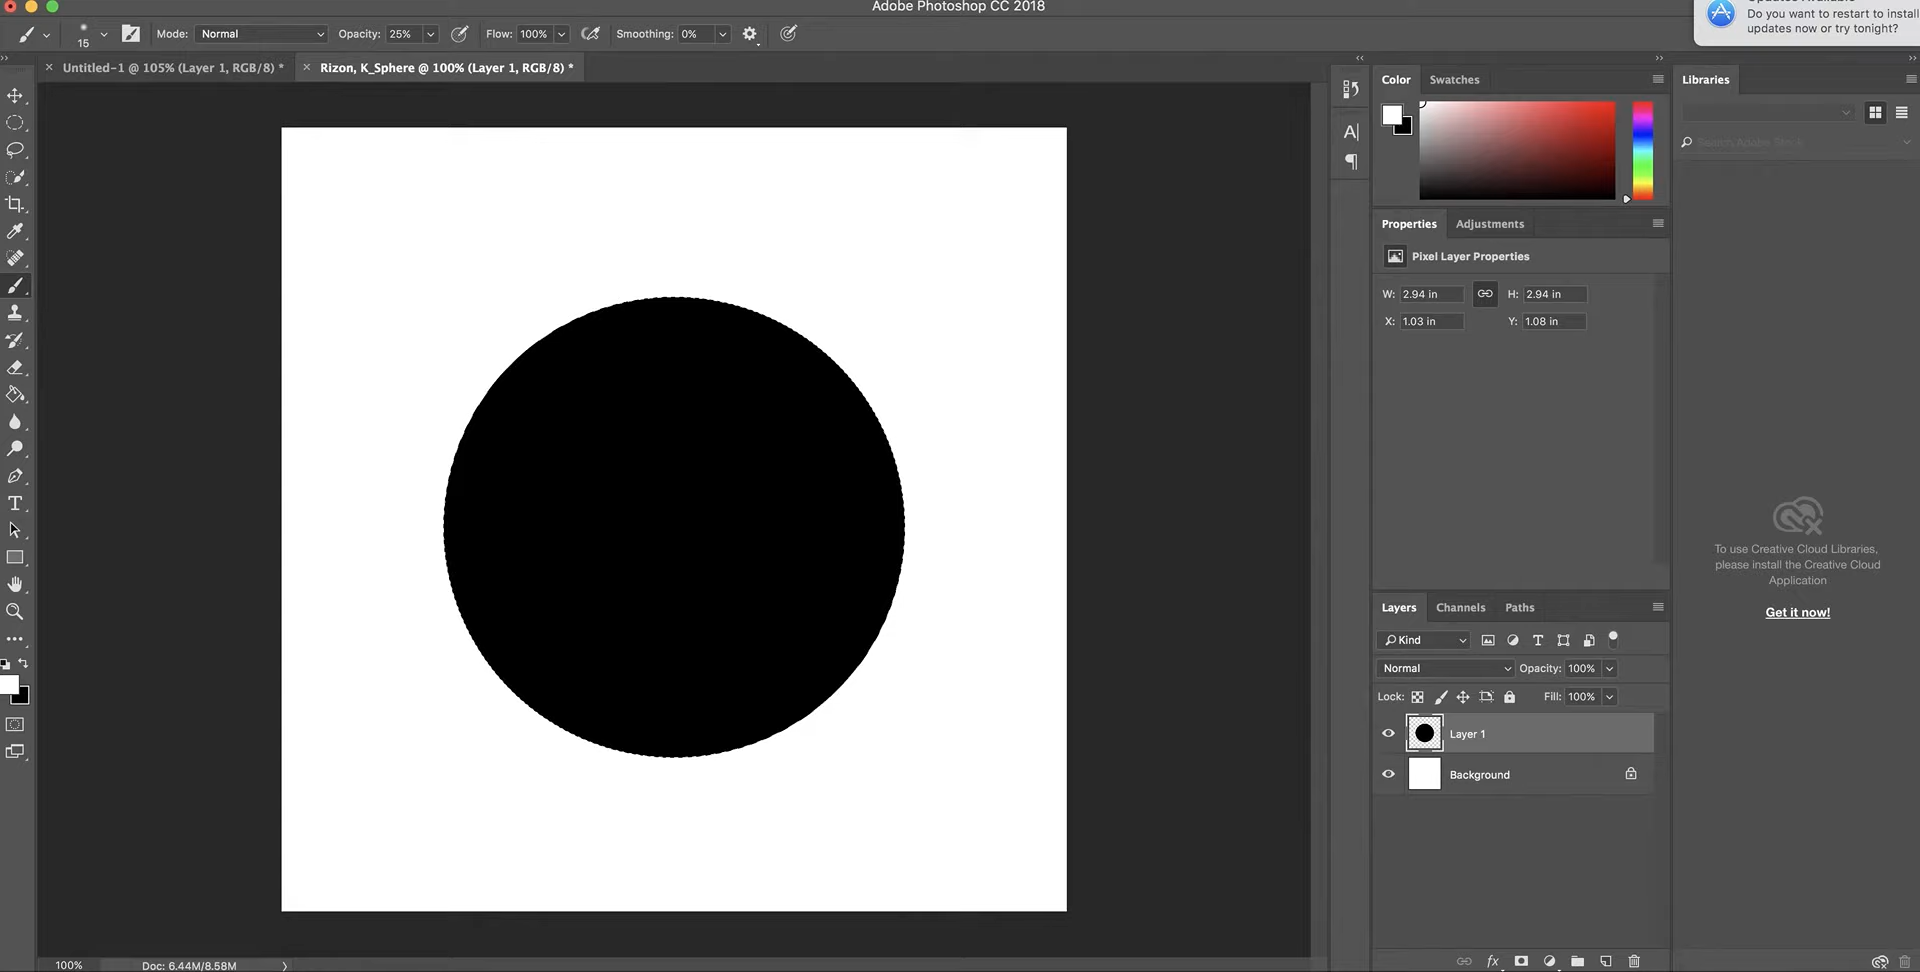 Adobe Photoshop CC 2018
Do you want to restart to install
updates now or try tonight?
15
Mode: Normal
Opacity: 25%
Flow: 100%
Smoothing: 0%
Untitled-1 @ 105% (Layer 1, RGB/8) *
Rizon, K_Sphere @ 100% (Layer 1, RGB/8) *
Color
Swatches
Libraries
Search Adobe Stock
Properties
Adjustments
Pixel Layer Properties
W: 2.94 in
H: 2.94 in
X: 1.03 in
Y: 1.08 in
To use Creative Cloud Libraries,
please install the Creative Cloud
Application
Get it now!
Layers
Channels
Paths
Kind
Normal
Opacity: 100%
Lock:
Fill: 100%
Layer 1
Background
fx
100%
Doc: 6.44M/8.58M